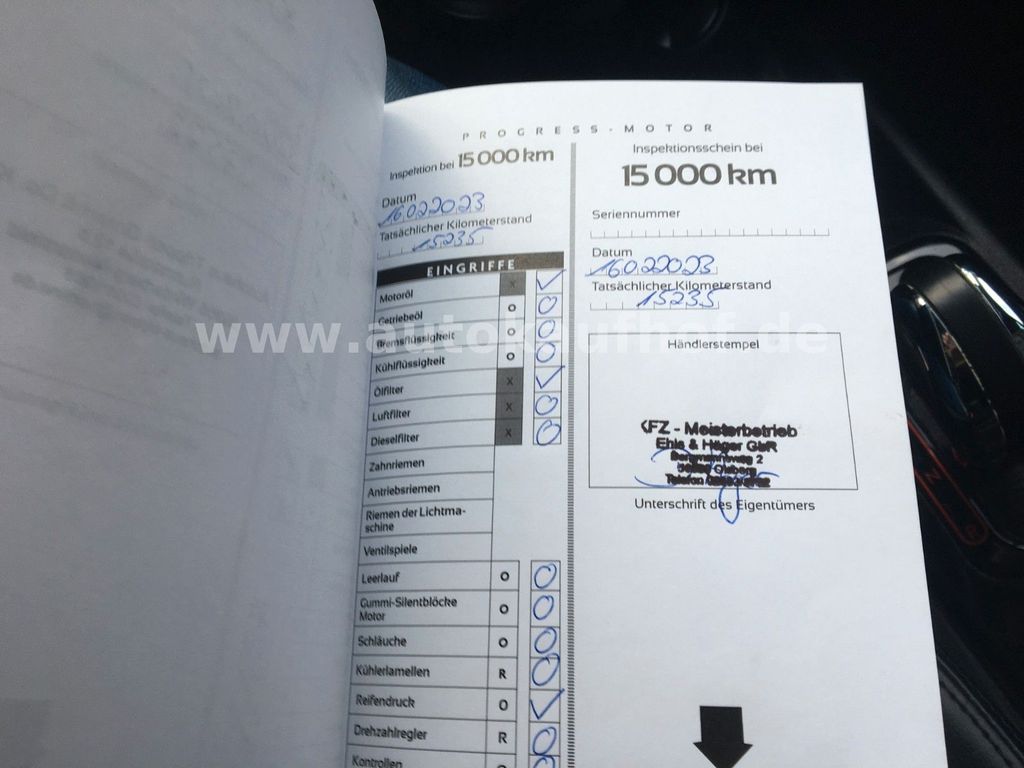 PROGRESS-MOTOR
Inspektion bei 15 000 km
Datum
16.02.2023
Tatsächlicher Kilometerstand
15235
EINGRIFFE
Motoröl X ✓
Getriebeöl O O
Bremsflüssigkeit O O
Kühlflüssigkeit O O
Ölfilter X ✓
Luftfilter X O
Dieselfilter X O
Zahnriemen
Antriebsriemen
Riemen der Lichtma-
schine
Ventilspiele
Leerlauf O O
Gummi-Silentblöcke
Motor O O
Schläuche O O
Kühlerlamellen R O
Reifendruck O ✓
Drehzahlregler R O
Kontrollen
Inspektionsschein bei
15 000 km
Seriennummer
Datum
16.02.2023
Tatsächlicher Kilometerstand
15235
Händlerstempel
KFZ - Meisterbetrieb
Ehls & Höger GbR
Unterschrift des Eigentümers
www.autokaufhof.de